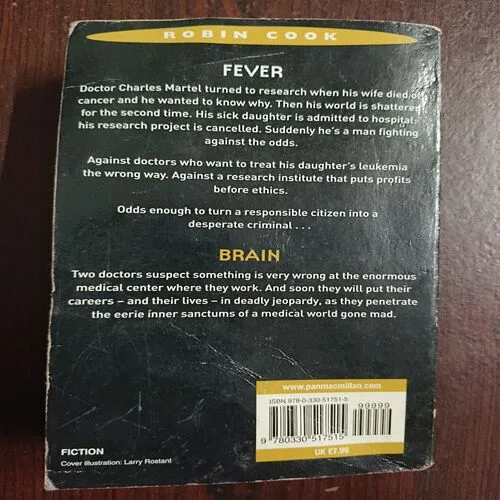 ROBIN COOK
FEVER
Doctor Charles Martel turned to research when his wife died of
cancer and he wanted to know why. Then his world is shattered
for the second time. His sick daughter is admitted to hospital;
his research project is cancelled. Suddenly he's a man fighting
against the odds.
Against doctors who want to treat his daughter's leukemia
the wrong way. Against a research institute that puts profits
before ethics.
Odds enough to turn a responsible citizen into a
desperate criminal . . .
BRAIN
Two doctors suspect something is very wrong at the enormous
medical center where they work. And soon they will put their
careers – and their lives – in deadly jeopardy, as they penetrate
the eerie inner sanctums of a medical world gone mad.
www.panmacmillan.com
ISBN 978-0-330-51751-5
99999
9 780330 517515
UK £7.99
FICTION
Cover illustration: Larry Rostant